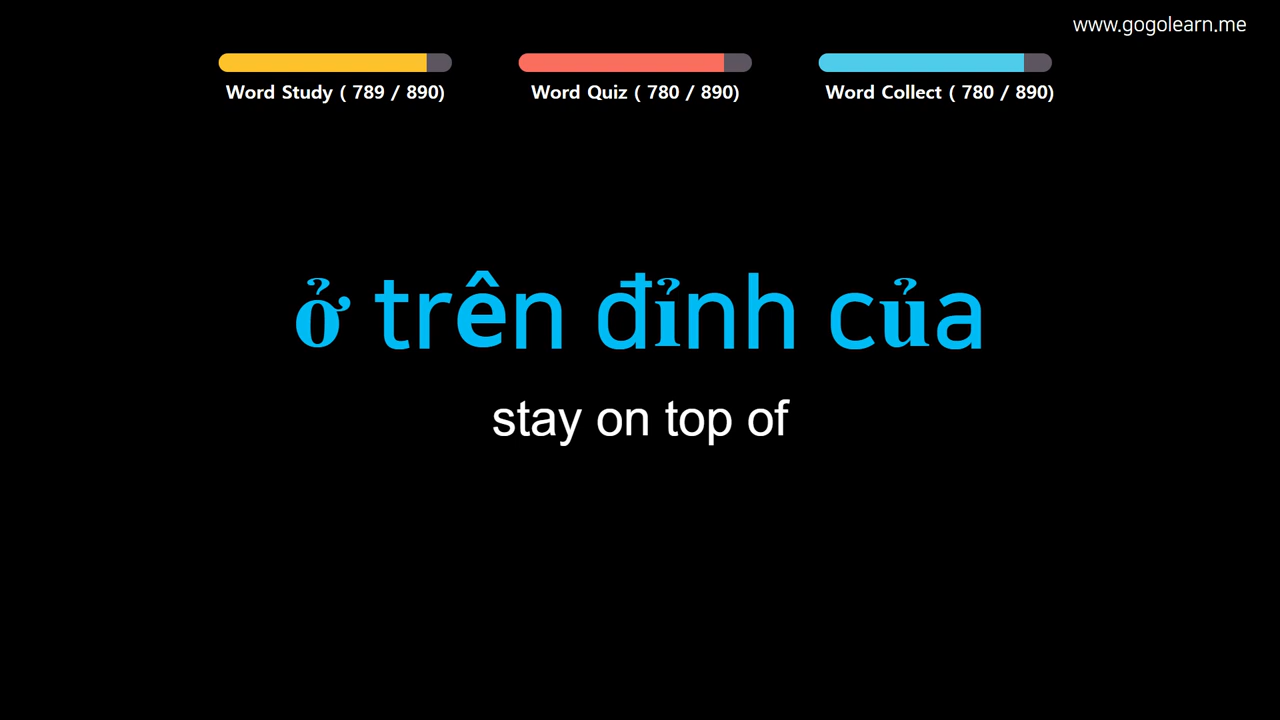 www.gogolearn.me
Word Study ( 789 / 890)
Word Quiz ( 780 / 890)
Word Collect ( 780 / 890)
ở trên đỉnh của
stay on top of